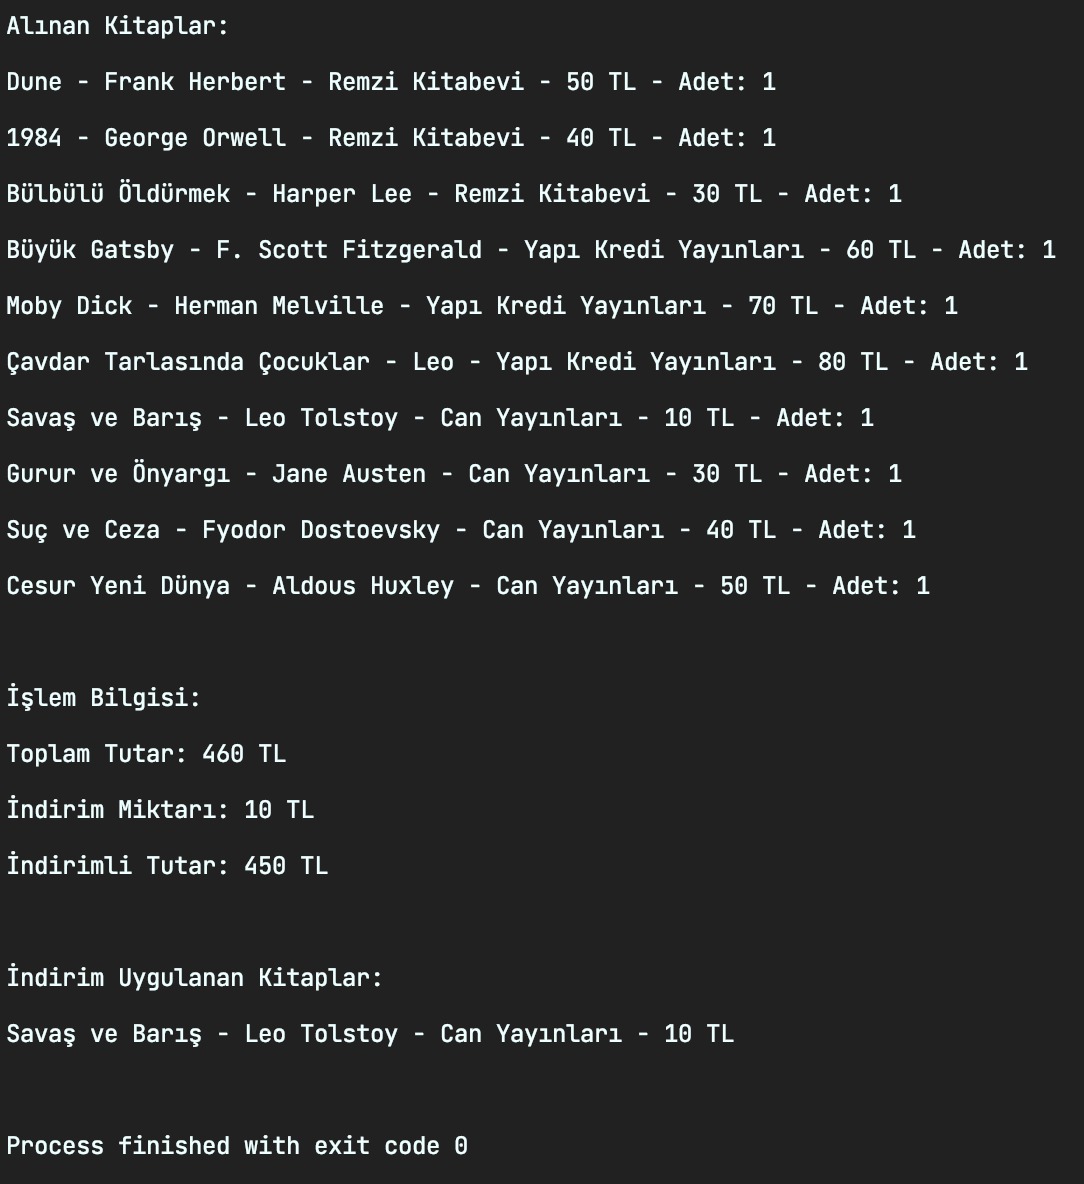 Alınan Kitaplar:
Dune - Frank Herbert - Remzi Kitabevi - 50 TL - Adet: 1
1984 - George Orwell - Remzi Kitabevi - 40 TL - Adet: 1
Bülbülü Öldürmek - Harper Lee - Remzi Kitabevi - 30 TL - Adet: 1
Büyük Gatsby - F. Scott Fitzgerald - Yapı Kredi Yayınları - 60 TL - Adet: 1
Moby Dick - Herman Melville - Yapı Kredi Yayınları - 70 TL - Adet: 1
Çavdar Tarlasında Çocuklar - Leo - Yapı Kredi Yayınları - 80 TL - Adet: 1
Savaş ve Barış - Leo Tolstoy - Can Yayınları - 10 TL - Adet: 1
Gurur ve Önyargı - Jane Austen - Can Yayınları - 30 TL - Adet: 1
Suç ve Ceza - Fyodor Dostoevsky - Can Yayınları - 40 TL - Adet: 1
Cesur Yeni Dünya - Aldous Huxley - Can Yayınları - 50 TL - Adet: 1
İşlem Bilgisi:
Toplam Tutar: 460 TL
İndirim Miktarı: 10 TL
İndirimli Tutar: 450 TL
İndirim Uygulanan Kitaplar:
Savaş ve Barış - Leo Tolstoy - Can Yayınları - 10 TL
Process finished with exit code 0